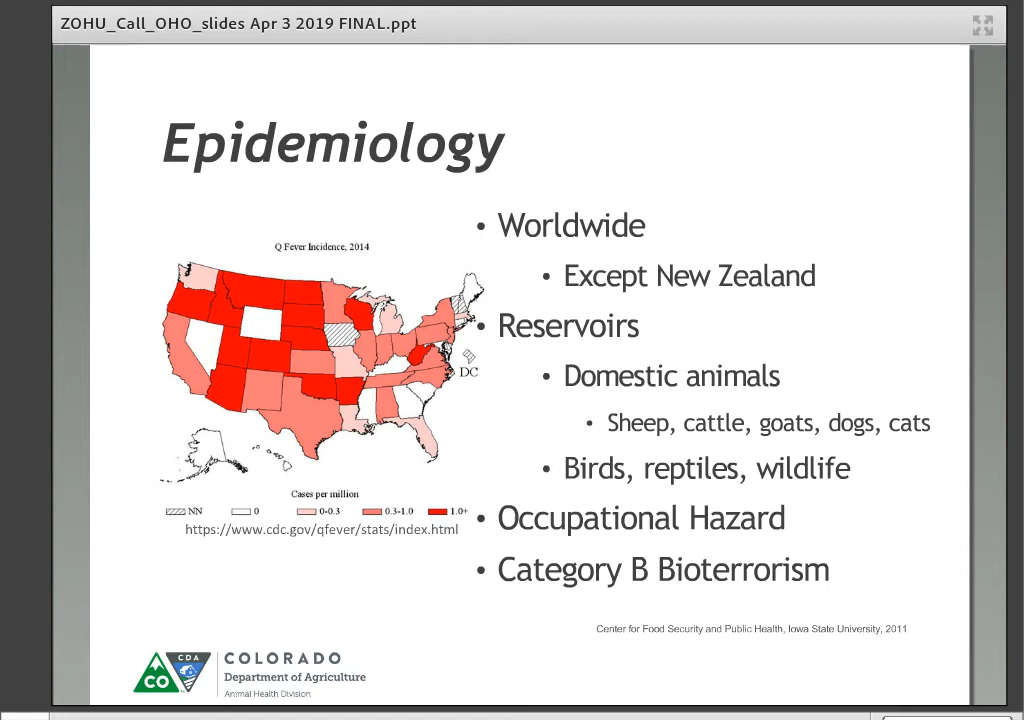 ZOHU_Call_OHO_slides Apr 3 2019 FINAL.ppt
Epidemiology
Q Fever Incidence, 2014
DC
Cases per million
NN 0 0-0.3 0.3-1.0 1.0+
https://www.cdc.gov/qfever/stats/index.html
• Worldwide
• Except New Zealand
• Reservoirs
• Domestic animals
• Sheep, cattle, goats, dogs, cats
• Birds, reptiles, wildlife
• Occupational Hazard
• Category B Bioterrorism
Center for Food Security and Public Health, Iowa State University, 2011
CO CDA
COLORADO
Department of Agriculture
Animal Health Division